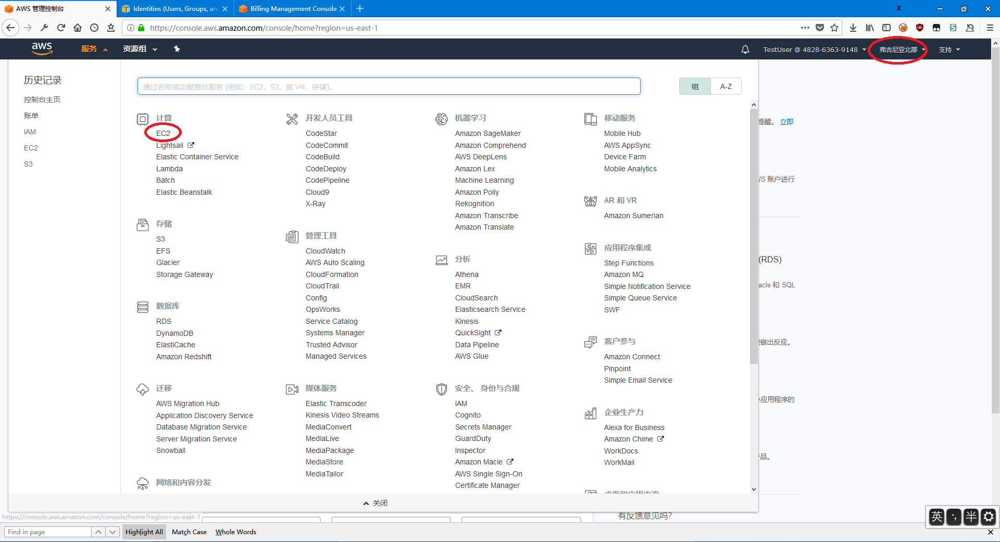 AWS 管理控制台
Identities (Users, Groups, an
Billing Management Console
X
https://console.aws.amazon.com/console/home?region=us-east-1
aws
服务
资源组
TestUser @ 4828-6363-9148
弗吉尼亚北部
支持
历史记录
控制台主页
账单
IAM
EC2
S3
通过名称或功能查找服务 (例如：EC2，S3，或 VM，存储)。
组
A-Z
计算
EC2
Lightsail
Elastic Container Service
Lambda
Batch
Elastic Beanstalk
存储
S3
EFS
Glacier
Storage Gateway
数据库
RDS
DynamoDB
ElastiCache
Amazon Redshift
迁移
AWS Migration Hub
Application Discovery Service
Database Migration Service
Server Migration Service
Snowball
网络和内容分发
开发人员工具
CodeStar
CodeCommit
CodeBuild
CodeDeploy
CodePipeline
Cloud9
X-Ray
管理工具
CloudWatch
AWS Auto Scaling
CloudFormation
CloudTrail
Config
OpsWorks
Service Catalog
Systems Manager
Trusted Advisor
Managed Services
媒体服务
Elastic Transcoder
Kinesis Video Streams
MediaConvert
MediaLive
MediaPackage
MediaStore
MediaTailor
机器学习
Amazon SageMaker
Amazon Comprehend
AWS DeepLens
Amazon Lex
Machine Learning
Amazon Polly
Rekognition
Amazon Transcribe
Amazon Translate
分析
Athena
EMR
CloudSearch
Elasticsearch Service
Kinesis
QuickSight
Data Pipeline
AWS Glue
安全、身份与合规
IAM
Cognito
Secrets Manager
GuardDuty
Inspector
Amazon Macie
AWS Single Sign-On
Certificate Manager
移动服务
Mobile Hub
AWS AppSync
Device Farm
Mobile Analytics
AR 和 VR
Amazon Sumerian
应用程序集成
Step Functions
Amazon MQ
Simple Notification Service
Simple Queue Service
SWF
客户参与
Amazon Connect
Pinpoint
Simple Email Service
企业生产力
Alexa for Business
Amazon Chime
WorkDocs
WorkMail
提醒。 立即
WS 账户进行
(RDS)
acle 和 SQL
做出反应。
应用程序的
品。
关闭
有反馈意见吗?
https://console.aws.amazon.com/console/home?region=us-east-1
英 ·, 半
Find in page
Highlight All
Match Case
Whole Words